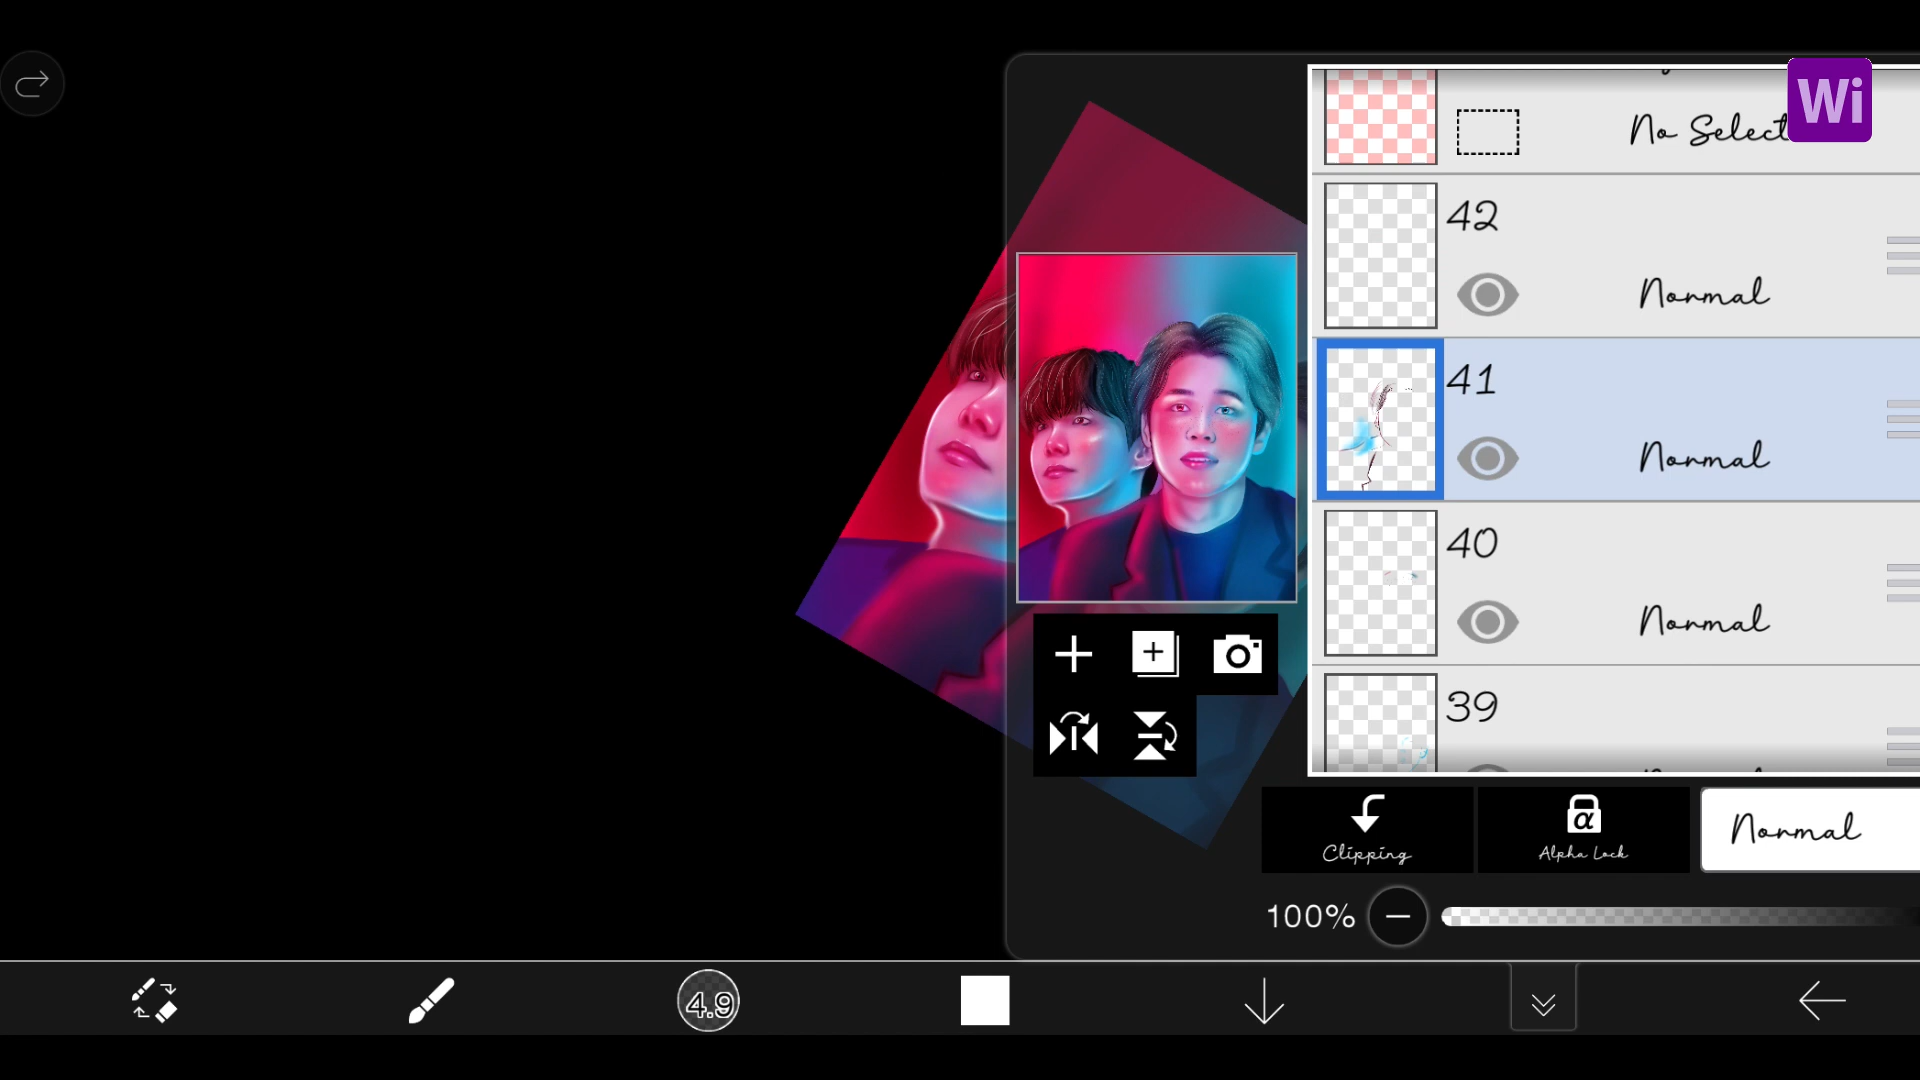 Wi
No Select
42
Normal
41
Normal
40
Normal
39
Clipping
Alpha Lock
Normal
100%
4.9